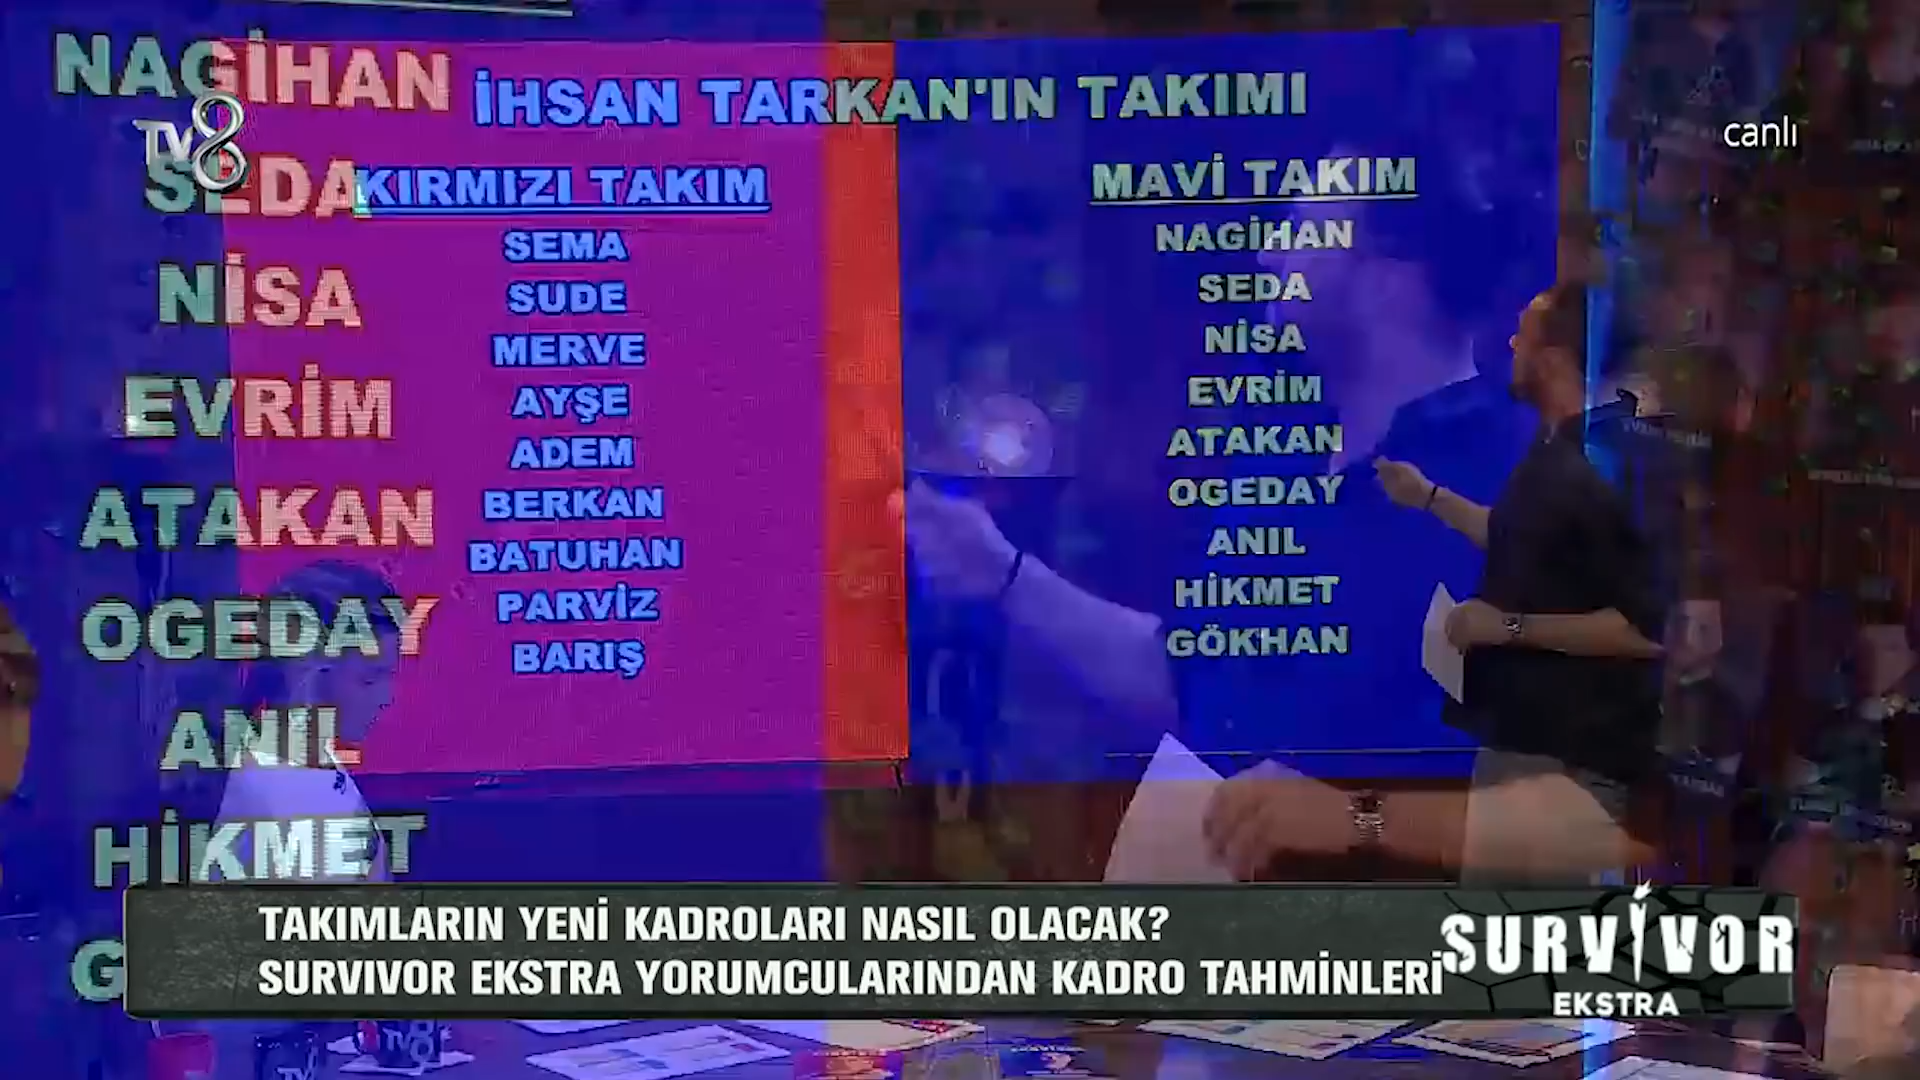 NAGİHAN
SEDA
NİSA
EVRİM
ATAKAN
OGEDAY
ANIL
HİKMET
G
TV8
İHSAN TARKAN'IN TAKIMI
KIRMIZI TAKIM
SEMA
SUDE
MERVE
AYŞE
ADEM
BERKAN
BATUHAN
PARVİZ
BARIŞ
MAVİ TAKIM
NAGİHAN
SEDA
NİSA
EVRİM
ATAKAN
OGEDAY
ANIL
HİKMET
GÖKHAN
canlı
TAKIMLARIN YENİ KADROLARI NASIL OLACAK?
SURVIVOR EKSTRA YORUMCULARINDAN KADRO TAHMİNLERİ
SURVIVOR
EKSTRA
TV8